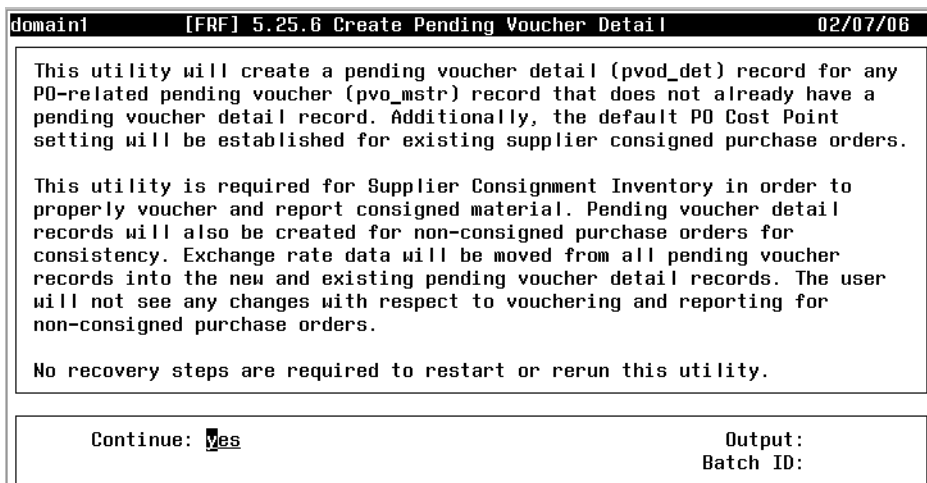 domain1 [FRF] 5.25.6 Create Pending Voucher Detail 02/07/06
This utility will create a pending voucher detail (pvod_det) record for any
PO-related pending voucher (pvo_mstr) record that does not already have a
pending voucher detail record. Additionally, the default PO Cost Point
setting will be established for existing supplier consigned purchase orders.
This utility is required for Supplier Consignment Inventory in order to
properly voucher and report consigned material. Pending voucher detail
records will also be created for non-consigned purchase orders for
consistency. Exchange rate data will be moved from all pending voucher
records into the new and existing pending voucher detail records. The user
will not see any changes with respect to vouchering and reporting for
non-consigned purchase orders.
No recovery steps are required to restart or rerun this utility.
Continue: yes Output:
Batch ID: